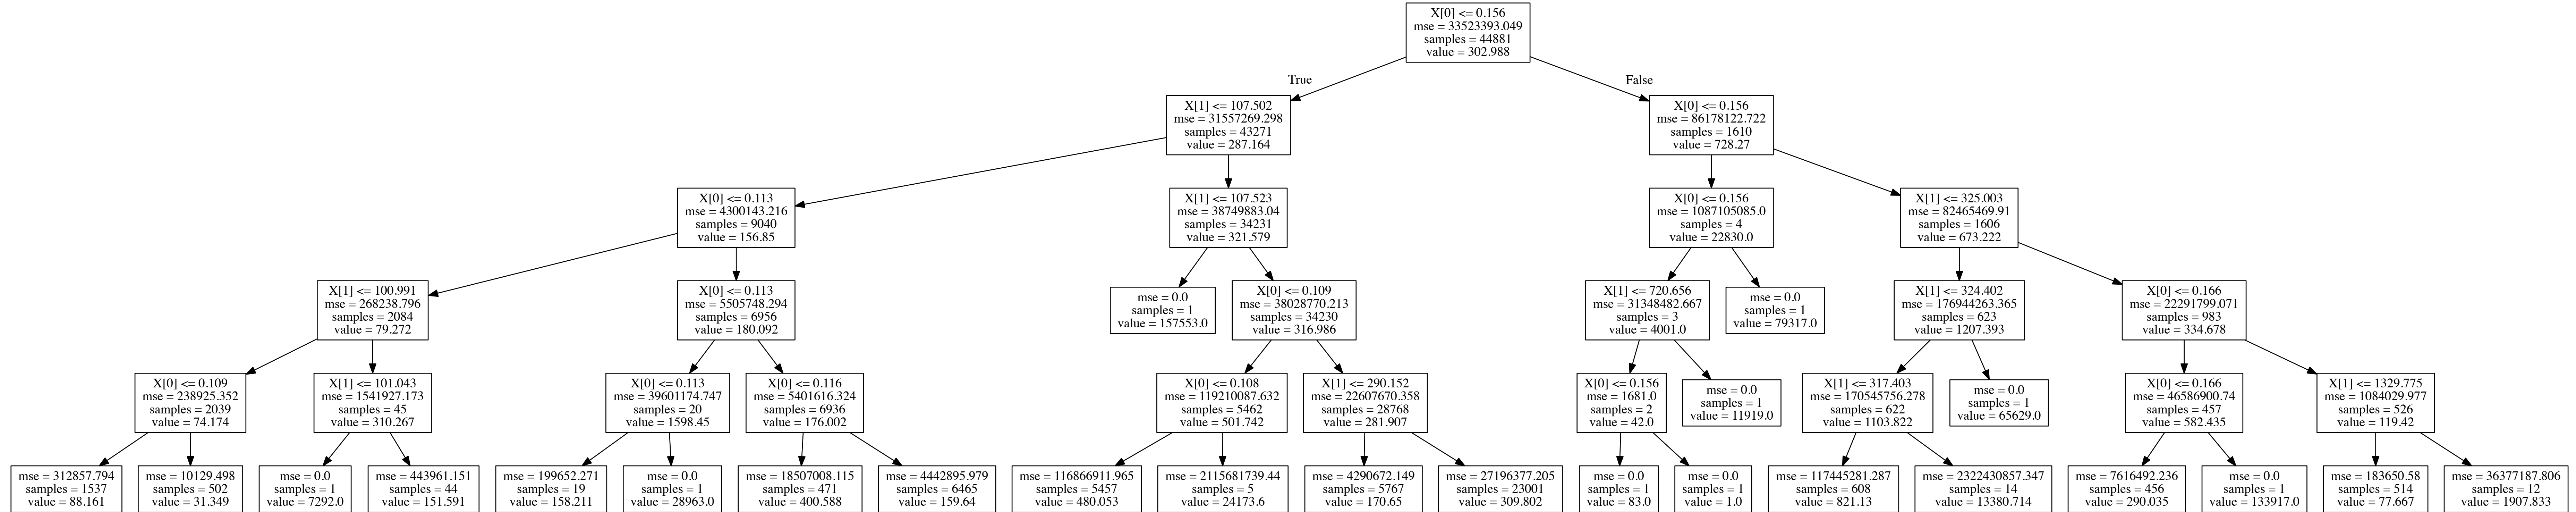 X[0] <= 0.156
mse = 33523393.049
samples = 44881
value = 302.988
True
False
X[1] <= 107.502
mse = 31557269.298
samples = 43271
value = 287.164
X[0] <= 0.156
mse = 86178122.722
samples = 1610
value = 728.27
X[0] <= 0.113
mse = 4300143.216
samples = 9040
value = 156.85
X[1] <= 107.523
mse = 38749883.04
samples = 34231
value = 321.579
X[0] <= 0.156
mse = 1087105085.0
samples = 4
value = 22830.0
X[1] <= 325.003
mse = 82465469.91
samples = 1606
value = 673.222
X[1] <= 100.991
mse = 268238.796
samples = 2084
value = 79.272
X[0] <= 0.113
mse = 5505748.294
samples = 6956
value = 180.092
mse = 0.0
samples = 1
value = 157553.0
X[0] <= 0.109
mse = 38028770.213
samples = 34230
value = 316.986
X[1] <= 720.656
mse = 31348482.667
samples = 3
value = 4001.0
mse = 0.0
samples = 1
value = 79317.0
X[1] <= 324.402
mse = 176944263.365
samples = 623
value = 1207.393
X[0] <= 0.166
mse = 22291799.071
samples = 983
value = 334.678
X[0] <= 0.109
mse = 238925.352
samples = 2039
value = 74.174
X[1] <= 101.043
mse = 1541927.173
samples = 45
value = 310.267
X[0] <= 0.113
mse = 39601174.747
samples = 20
value = 1598.45
X[0] <= 0.116
mse = 5401616.324
samples = 6936
value = 176.002
X[0] <= 0.108
mse = 119210087.632
samples = 5462
value = 501.742
X[1] <= 290.152
mse = 22607670.358
samples = 28768
value = 281.907
X[0] <= 0.156
mse = 1681.0
samples = 2
value = 42.0
mse = 0.0
samples = 1
value = 11919.0
X[1] <= 317.403
mse = 170545756.278
samples = 622
value = 1103.822
mse = 0.0
samples = 1
value = 65629.0
X[0] <= 0.166
mse = 46586900.74
samples = 457
value = 582.435
X[1] <= 1329.775
mse = 1084029.977
samples = 526
value = 119.42
mse = 312857.794
samples = 1537
value = 88.161
mse = 10129.498
samples = 502
value = 31.349
mse = 0.0
samples = 1
value = 7292.0
mse = 443961.151
samples = 44
value = 151.591
mse = 199652.271
samples = 19
value = 158.211
mse = 0.0
samples = 1
value = 28963.0
mse = 18507008.115
samples = 471
value = 400.588
mse = 4442895.979
samples = 6465
value = 159.64
mse = 116866911.965
samples = 5457
value = 480.053
mse = 2115681739.44
samples = 5
value = 24173.6
mse = 4290672.149
samples = 5767
value = 170.65
mse = 27196377.205
samples = 23001
value = 309.802
mse = 0.0
samples = 1
value = 83.0
mse = 0.0
samples = 1
value = 1.0
mse = 117445281.287
samples = 608
value = 821.13
mse = 2322430857.347
samples = 14
value = 13380.714
mse = 7616492.236
samples = 456
value = 290.035
mse = 0.0
samples = 1
value = 133917.0
mse = 183650.58
samples = 514
value = 77.667
mse = 36377187.806
samples = 12
value = 1907.833